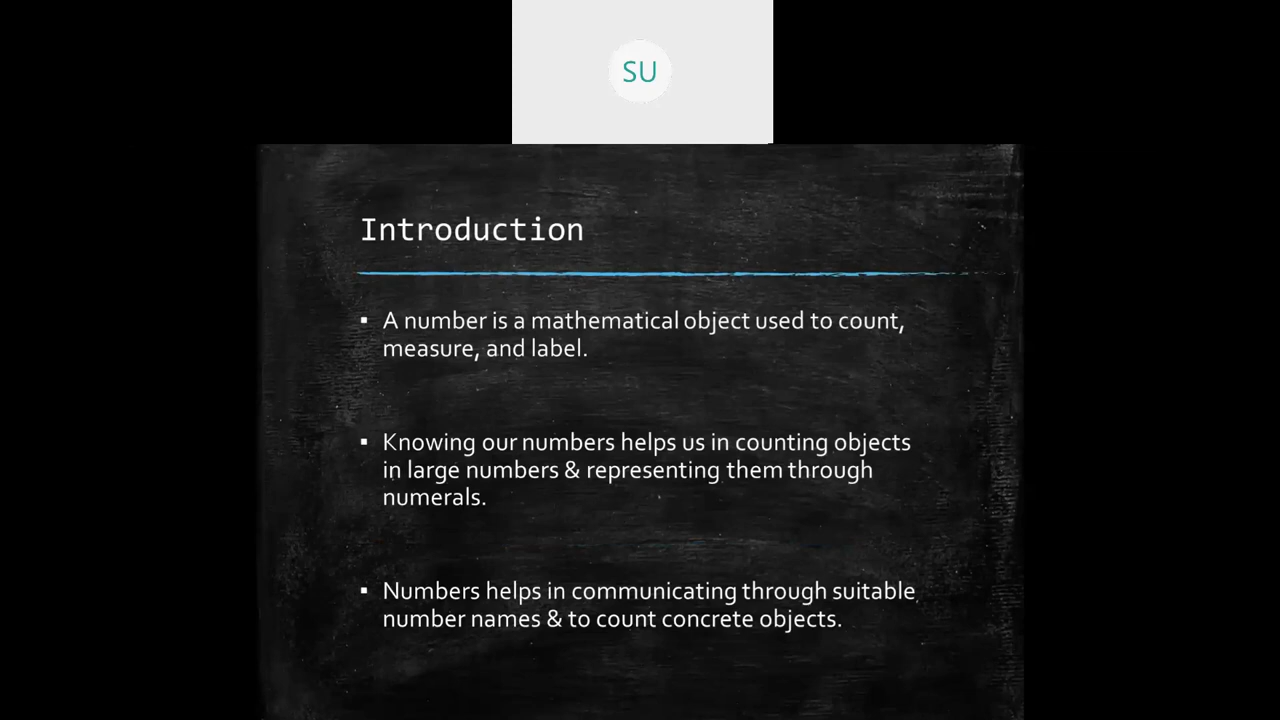 SU
Introduction
▪ A number is a mathematical object used to count,
measure, and label.
▪ Knowing our numbers helps us in counting objects
in large numbers & representing them through
numerals.
▪ Numbers helps in communicating through suitable
number names & to count concrete objects.